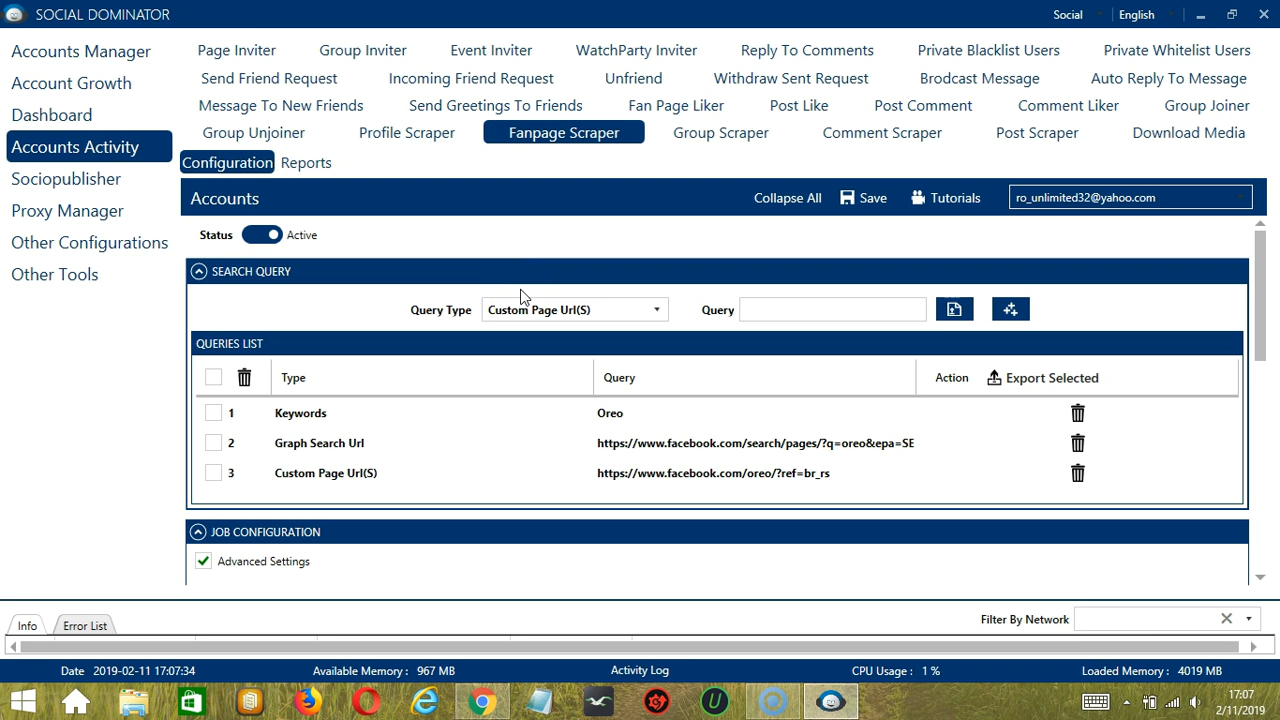 SOCIAL DOMINATOR Social English
Accounts Manager
Account Growth
Dashboard
Accounts Activity
Sociopublisher
Proxy Manager
Other Configurations
Other Tools
Page Inviter Group Inviter Event Inviter WatchParty Inviter Reply To Comments Private Blacklist Users Private Whitelist Users
Send Friend Request Incoming Friend Request Unfriend Withdraw Sent Request Brodcast Message Auto Reply To Message
Message To New Friends Send Greetings To Friends Fan Page Liker Post Like Post Comment Comment Liker Group Joiner
Group Unjoiner Profile Scraper Fanpage Scraper Group Scraper Comment Scraper Post Scraper Download Media
Configuration Reports
Accounts Collapse All Save Tutorials ro_unlimited32@yahoo.com
Status Active
SEARCH QUERY
Query Type Custom Page Url(S) Query
QUERIES LIST
Type Query Action Export Selected
1 Keywords Oreo
2 Graph Search Url https://www.facebook.com/search/pages/?q=oreo&epa=SE
3 Custom Page Url(S) https://www.facebook.com/oreo/?ref=br_rs
JOB CONFIGURATION
Advanced Settings
Info Error List Filter By Network
Date 2019-02-11 17:07:34 Available Memory : 967 MB Activity Log CPU Usage : 1 % Loaded Memory : 4019 MB
17:07
2/11/2019